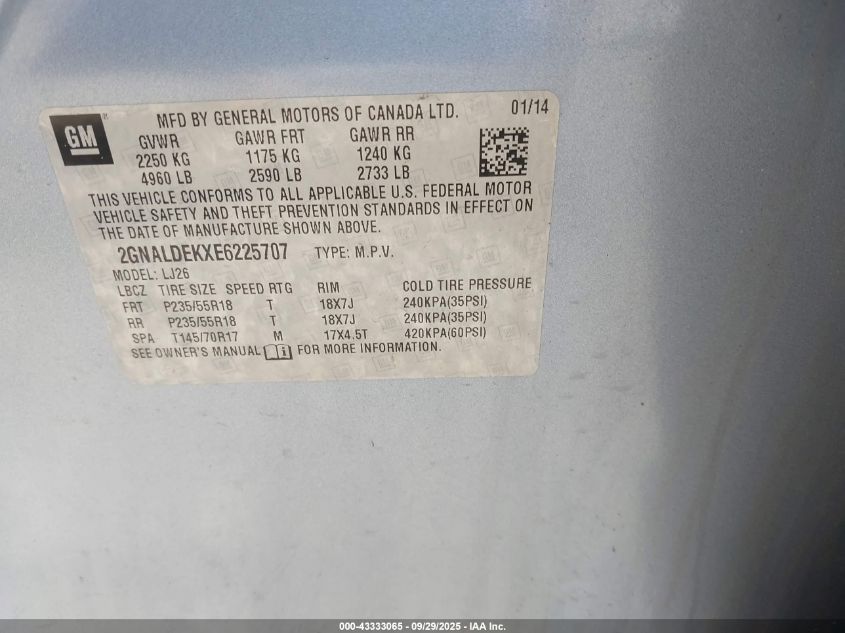 GM
MFD BY GENERAL MOTORS OF CANADA LTD. 01/14
GVWR GAWR FRT GAWR RR
2250 KG 1175 KG 1240 KG
4960 LB 2590 LB 2733 LB
THIS VEHICLE CONFORMS TO ALL APPLICABLE U.S. FEDERAL MOTOR
VEHICLE SAFETY AND THEFT PREVENTION STANDARDS IN EFFECT ON
THE DATE OF MANUFACTURE SHOWN ABOVE.
2GNALDEKXE6225707 TYPE: M.P.V.
MODEL: LJ26
LBCZ TIRE SIZE SPEED RTG RIM COLD TIRE PRESSURE
FRT P235/55R18 T 18X7J 240KPA(35PSI)
RR P235/55R18 T 18X7J 240KPA(35PSI)
SPA T145/70R17 M 17X4.5T 420KPA(60PSI)
SEE OWNER'S MANUAL i FOR MORE INFORMATION.
000-43333065 - 09/29/2025 - IAA Inc.